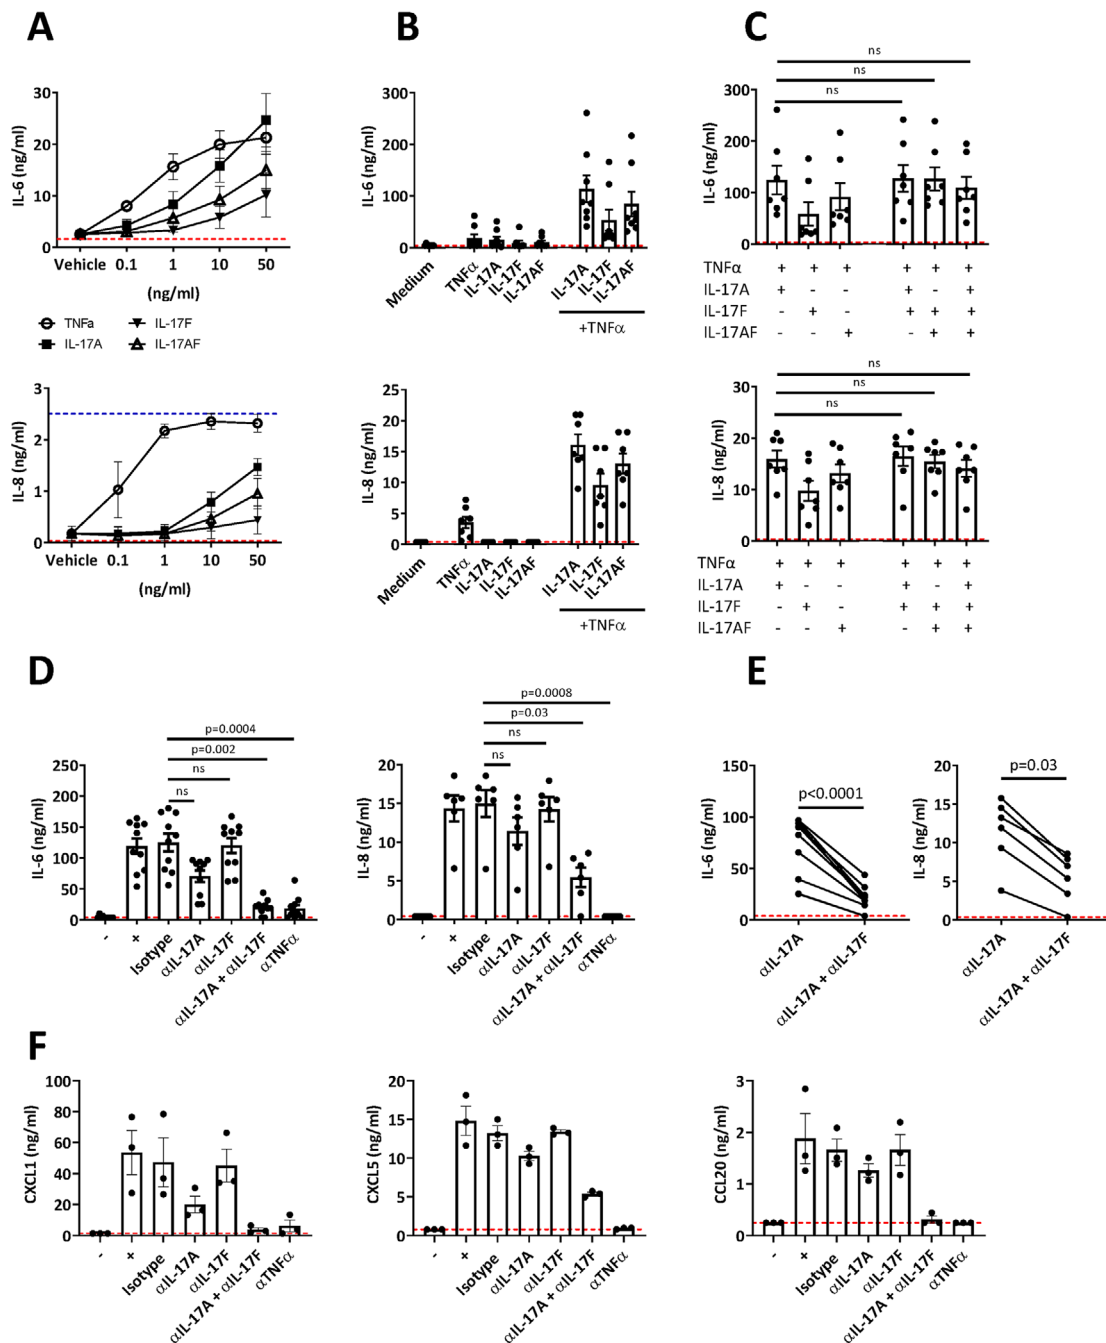 A
B
C
IL-6 (ng/ml)
30
20
10
0
Vehicle 0.1 1 10 50
(ng/ml)
TNFa
IL-17F
IL-17A
IL-17AF
IL-8 (ng/ml)
3
2
1
0
Vehicle 0.1 1 10 50
(ng/ml)
IL-6 (ng/ml)
300
200
100
0
Medium TNFα IL-17A IL-17F IL-17AF IL-17A IL-17F IL-17AF
+TNFα
IL-8 (ng/ml)
25
20
15
10
5
0
Medium TNFα IL-17A IL-17F IL-17AF IL-17A IL-17F IL-17AF
+TNFα
ns
ns
ns
IL-6 (ng/ml)
300
200
100
0
TNFα + + + + + +
IL-17A + - - + - +
IL-17F - + - + + +
IL-17AF - - + - + +
ns
ns
ns
IL-8 (ng/ml)
30
20
10
0
TNFα + + + + + +
IL-17A + - - + - +
IL-17F - + - + + +
IL-17AF - - + - + +
D
E
p=0.0004
p=0.002
ns
ns
IL-6 (ng/ml)
250
200
150
100
50
0
- + Isotype αIL-17A αIL-17F αIL-17A + αIL-17F αTNFα
p=0.0008
p=0.03
ns
ns
IL-8 (ng/ml)
20
15
10
5
0
- + Isotype αIL-17A αIL-17F αIL-17A + αIL-17F αTNFα
p<0.0001
IL-6 (ng/ml)
150
100
50
0
αIL-17A αIL-17A + αIL-17F
p=0.03
IL-8 (ng/ml)
20
15
10
5
0
αIL-17A αIL-17A + αIL-17F
F
CXCL1 (ng/ml)
100
80
60
40
20
0
- + Isotype αIL-17A αIL-17F αIL-17A + αIL-17F αTNFα
CXCL5 (ng/ml)
20
15
10
5
0
- + Isotype αIL-17A αIL-17F αIL-17A + αIL-17F αTNFα
CCL20 (ng/ml)
3
2
1
0
- + Isotype αIL-17A αIL-17F αIL-17A + αIL-17F αTNFα